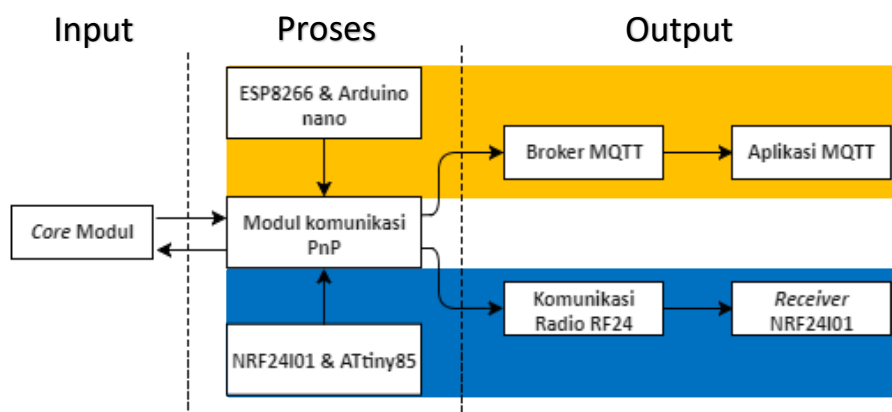 Input
Proses
Output
ESP8266 & Arduino
nano
Broker MQTT
Aplikasi MQTT
Core Modul
Modul komunikasi
PnP
Komunikasi
Radio RF24
Receiver
NRF24I01
NRF24I01 & ATtiny85